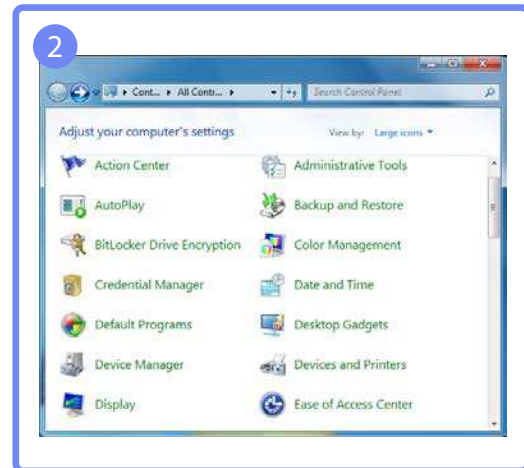 2
Cont... All Contr...
Search Control Panel
Adjust your computer's settings
View by: Large icons
Action Center
Administrative Tools
AutoPlay
Backup and Restore
BitLocker Drive Encryption
Color Management
Credential Manager
Date and Time
Default Programs
Desktop Gadgets
Device Manager
Devices and Printers
Display
Ease of Access Center